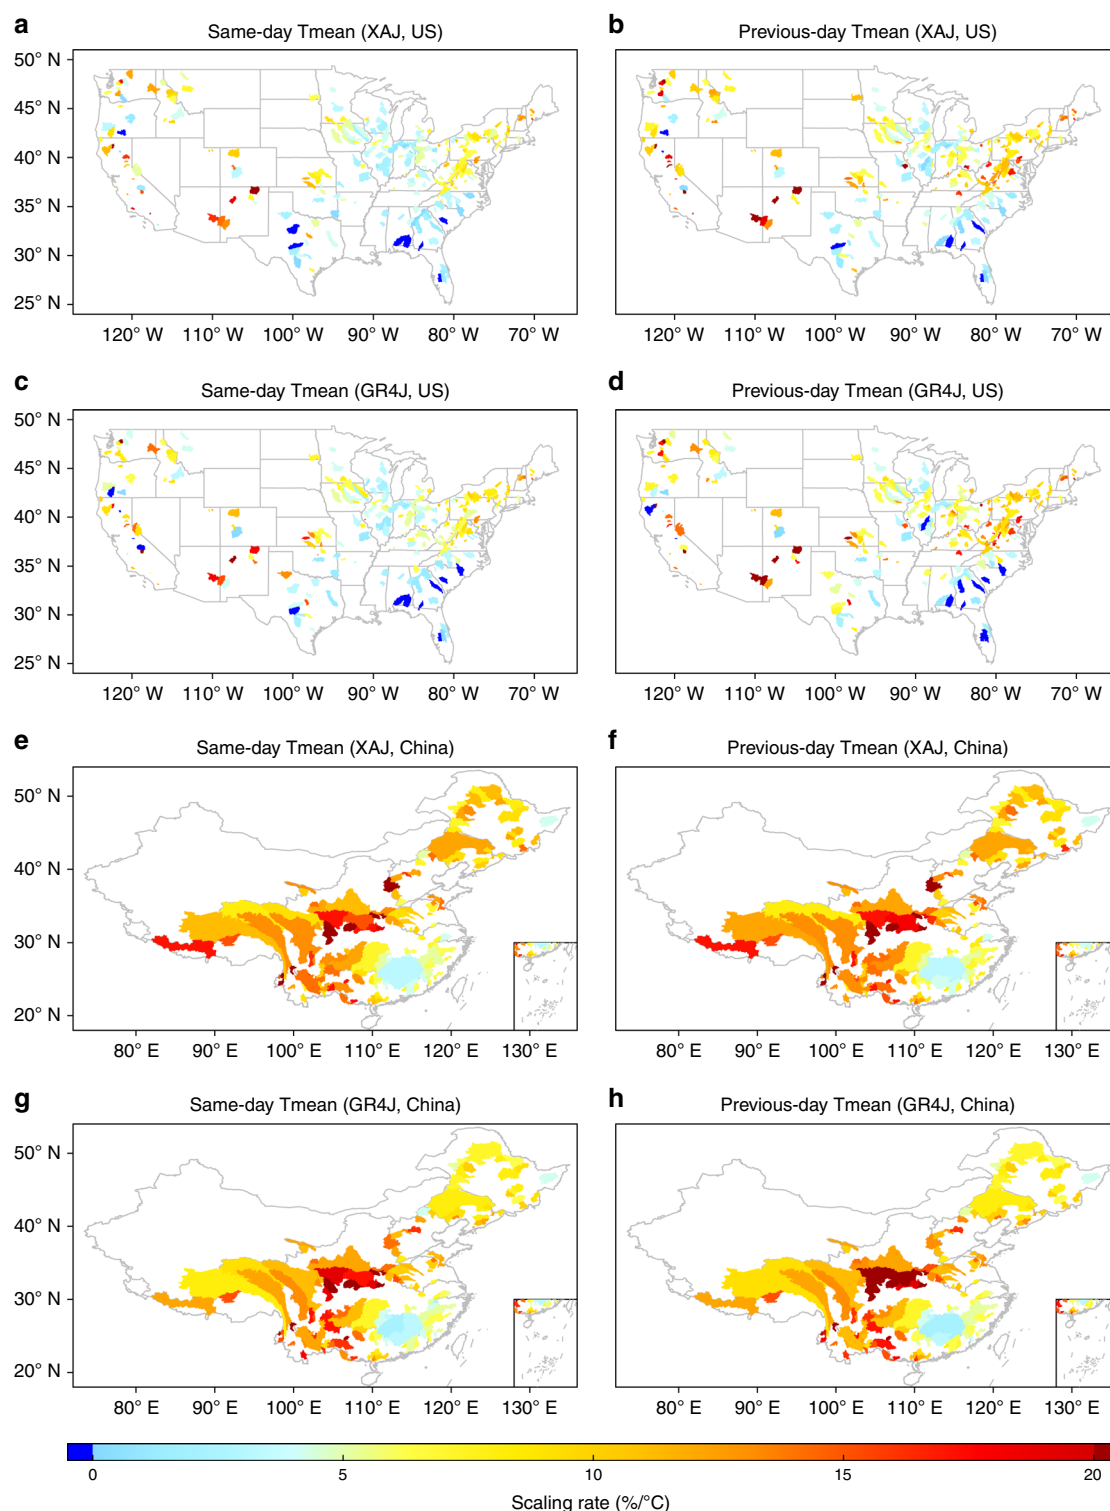 a
Same-day Tmean (XAJ, US)
50° N
45° N
40° N
35° N
30° N
25° N
120° W
110° W
100° W
90° W
80° W
70° W
b
Previous-day Tmean (XAJ, US)
120° W
110° W
100° W
90° W
80° W
70° W
c
Same-day Tmean (GR4J, US)
50° N
45° N
40° N
35° N
30° N
25° N
120° W
110° W
100° W
90° W
80° W
70° W
d
Previous-day Tmean (GR4J, US)
120° W
110° W
100° W
90° W
80° W
70° W
e
Same-day Tmean (XAJ, China)
50° N
40° N
30° N
20° N
80° E
90° E
100° E
110° E
120° E
130° E
f
Previous-day Tmean (XAJ, China)
80° E
90° E
100° E
110° E
120° E
130° E
g
Same-day Tmean (GR4J, China)
50° N
40° N
30° N
20° N
80° E
90° E
100° E
110° E
120° E
130° E
h
Previous-day Tmean (GR4J, China)
80° E
90° E
100° E
110° E
120° E
130° E
0
5
10
15
20
Scaling rate (%/°C)